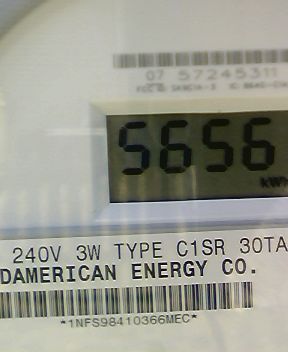 07 57245311
5656
kWh
240V 3W TYPE C1SR 30TA
DAMERICAN ENERGY CO.
*1NFS98410366MEC*